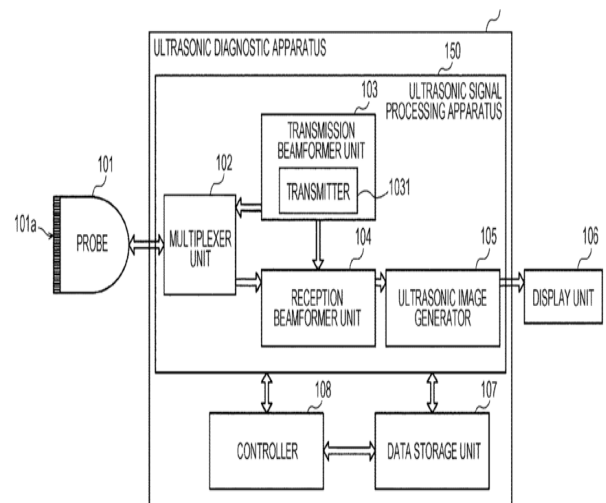 ULTRASONIC DIAGNOSTIC APPARATUS
150
ULTRASONIC SIGNAL
PROCESSING APPARATUS
103
TRANSMISSION
BEAMFORMER UNIT
TRANSMITTER
1031
101
101a
PROBE
102
MULTIPLEXER
UNIT
104
RECEPTION
BEAMFORMER UNIT
105
ULTRASONIC IMAGE
GENERATOR
106
DISPLAY UNIT
108
CONTROLLER
107
DATA STORAGE UNIT